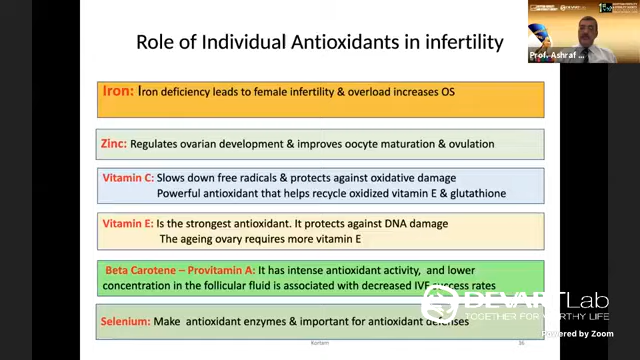 Role of Individual Antioxidants in infertility
Prof. Ashraf ...
Iron: Iron deficiency leads to female infertility & overload increases OS
Zinc: Regulates ovarian development & improves oocyte maturation & ovulation
Vitamin C: Slows down free radicals & protects against oxidative damage
Powerful antioxidant that helps recycle oxidized vitamin E & glutathione
Vitamin E: Is the strongest antioxidant. It protects against DNA damage
The ageing ovary requires more vitamin E
Beta Carotene – Provitamin A: It has intense antioxidant activity, and lower
concentration in the follicular fluid is associated with decreased IVF success rates
Selenium: Make antioxidant enzymes & important for antioxidant defenses
DEVARTLab
TOGETHER FOR WORTHY LIFE
Powered by Zoom
Kortam
36